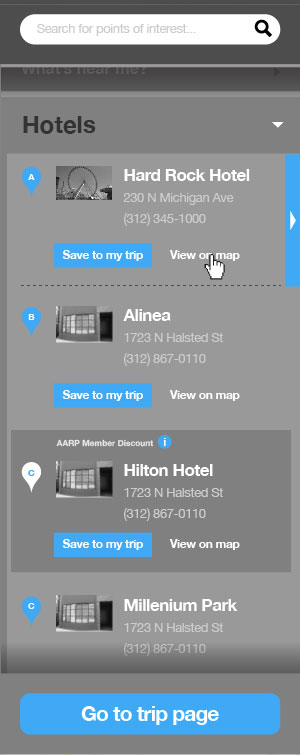 Search for points of interest...
What's near me?
Hotels
A
Hard Rock Hotel
230 N Michigan Ave
(312) 345-1000
Save to my trip View on map
B
Alinea
1723 N Halsted St
(312) 867-0110
Save to my trip View on map
AARP Member Discount i
C
Hilton Hotel
1723 N Halsted St
(312) 867-0110
Save to my trip View on map
C
Millenium Park
1723 N Halsted St
(312) 867-0110
Go to trip page